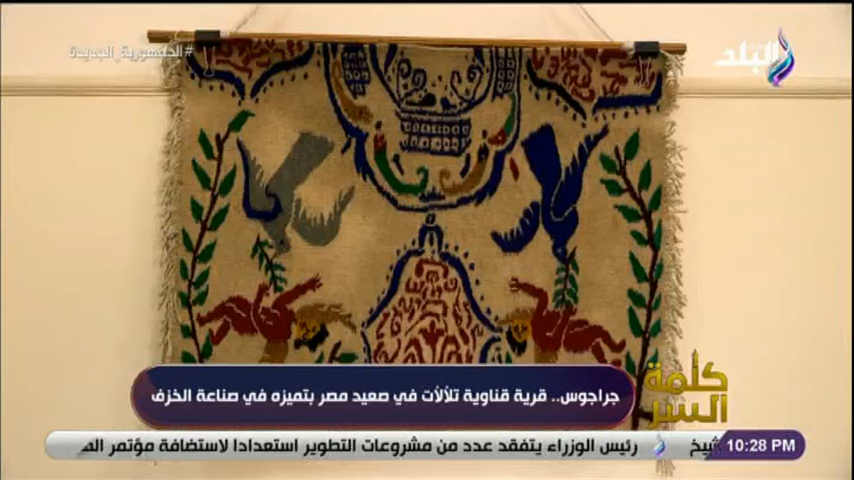 #الجمهورية_الجديدة
البلد
جراجوس.. قرية قناوية تلألأت في صعيد مصر بتميزه في صناعة الخزف
كلمة
السر
10:28 PM
شيخ رئيس الوزراء يتفقد عدد من مشروعات التطوير استعدادا لاستضافة مؤتمر